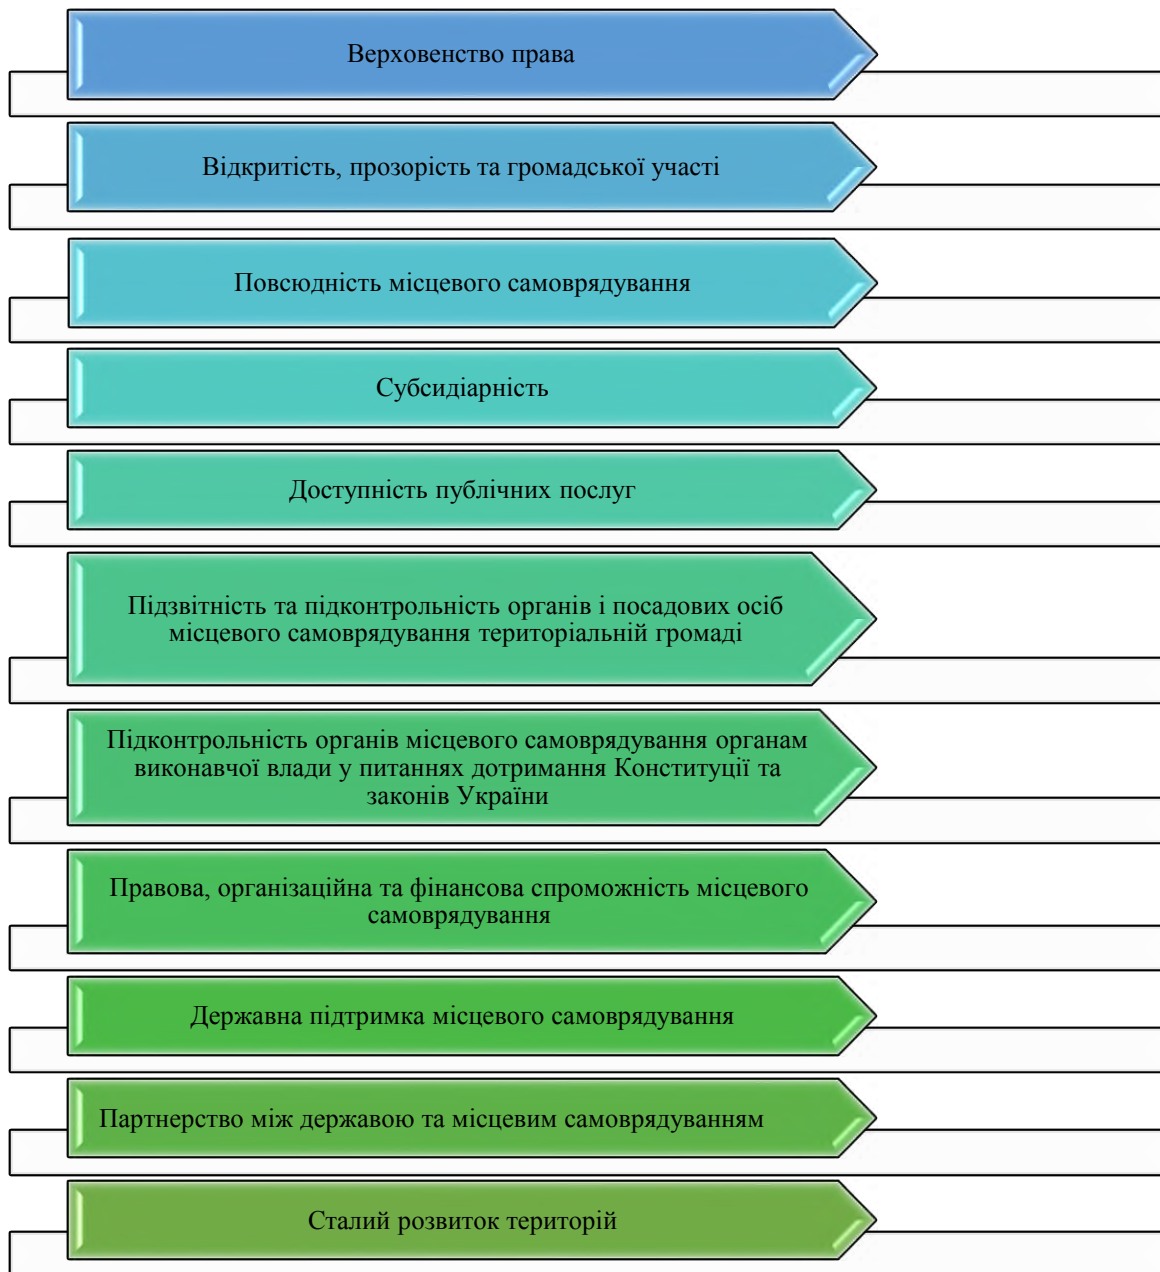 Верховенство права
Відкритість, прозорість та громадської участі
Повсюдність місцевого самоврядування
Субсидіарність
Доступність публічних послуг
Підзвітність та підконтрольність органів і посадових осіб
місцевого самоврядування територіальній громаді
Підконтрольність органів місцевого самоврядування органам
виконавчої влади у питаннях дотримання Конституції та
законів України
Правова, організаційна та фінансова спроможність місцевого
самоврядування
Державна підтримка місцевого самоврядування
Партнерство між державою та місцевим самоврядуванням
Сталий розвиток територій